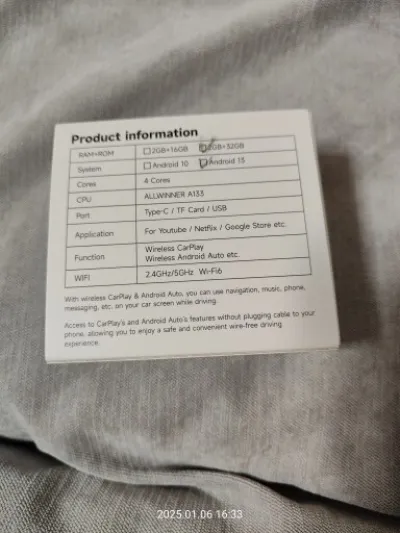 Product information
RAM+ROM ☐ 2GB+16GB ☑ 2GB+32GB
System ☐ Android 10 ☑ Android 13
Cores 4 Cores
CPU ALLWINNER A133
Port Type-C / TF Card / USB
Application For Youtube / Netflix / Google Store etc.
Function Wireless CarPlay
Wireless Android Auto etc.
WIFI 2.4GHz/5GHz Wi-Fi6
With wireless CarPlay & Android Auto, you can use navigation, music, phone,
messaging, etc. on your car screen while driving.
Access to CarPlay's and Android Auto's features without plugging cable to your
phone, allowing you to enjoy a safe and convenient wire-free driving
experience.
2025.01.06 16:33